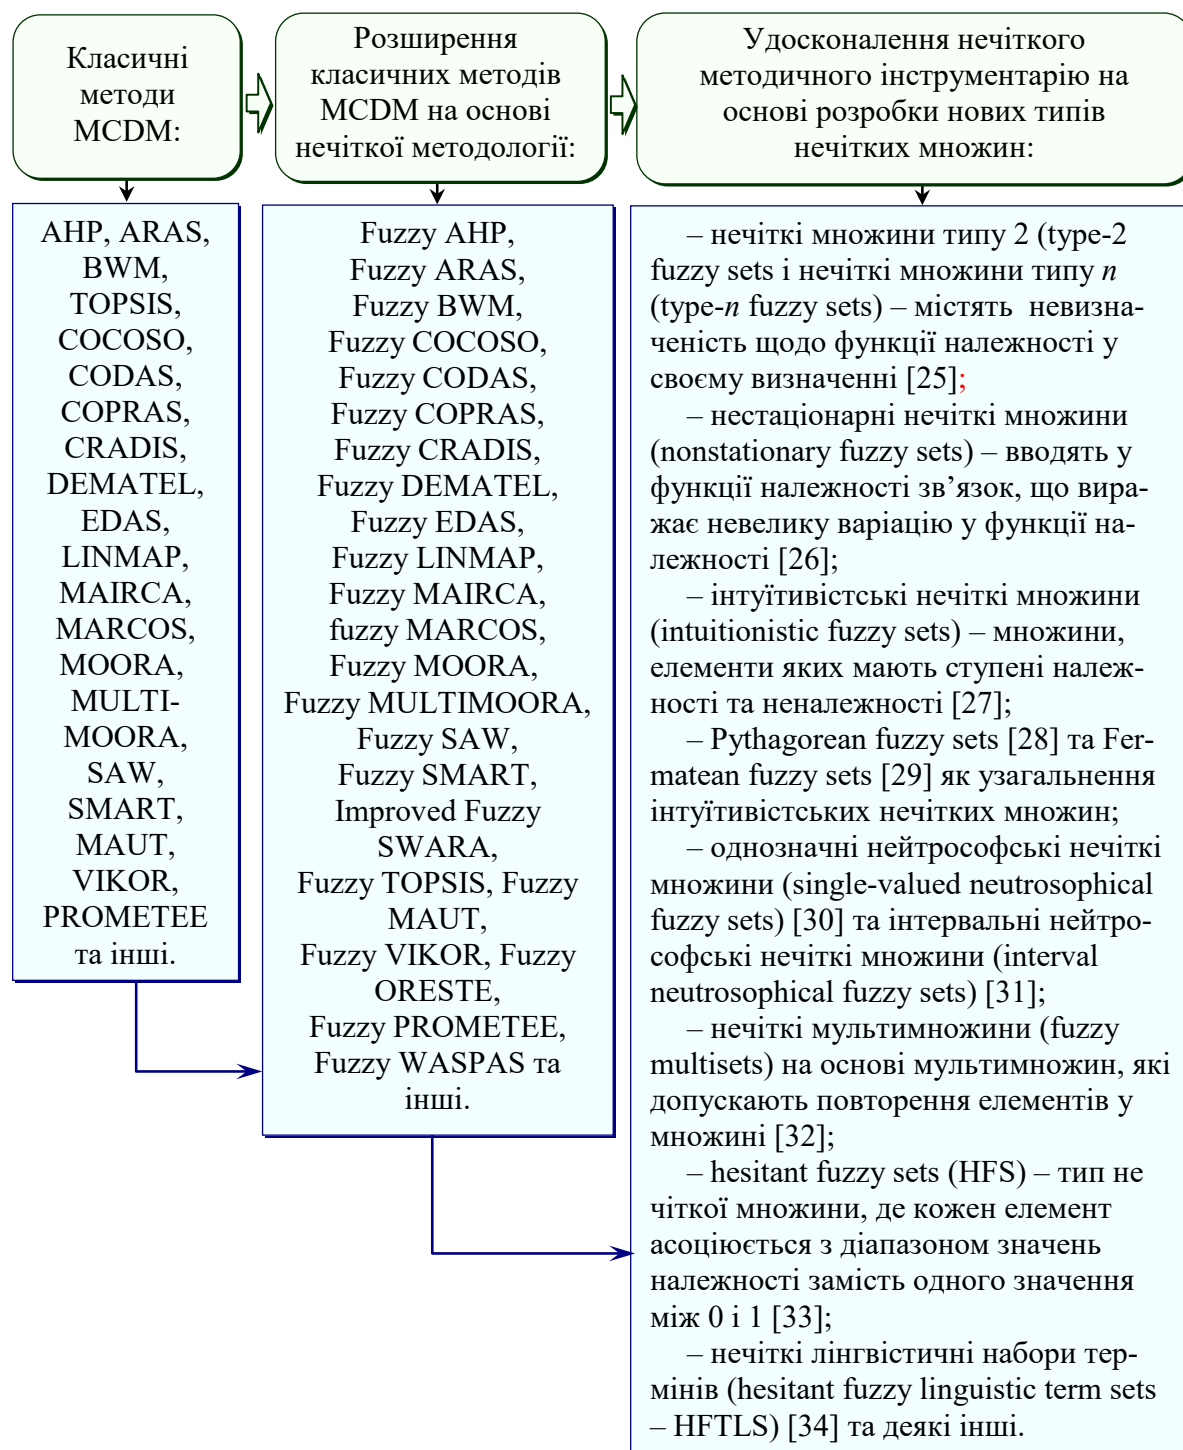 Класичні
методи
MCDM:
Розширення
класичних методів
MCDM на основі
нечіткої методології:
Удосконалення нечіткого
методичного інструментарію на
основі розробки нових типів
нечітких множин:
AHP, ARAS,
BWM,
TOPSIS,
COCOSO,
CODAS,
COPRAS,
CRADIS,
DEMATEL,
EDAS,
LINMAP,
MAIRCA,
MARCOS,
MOORA,
MULTI-
MOORA,
SAW,
SMART,
MAUT,
VIKOR,
PROMETEE
та інші.
Fuzzy AHP,
Fuzzy ARAS,
Fuzzy BWM,
Fuzzy COCOSO,
Fuzzy CODAS,
Fuzzy COPRAS,
Fuzzy CRADIS,
Fuzzy DEMATEL,
Fuzzy EDAS,
Fuzzy LINMAP,
Fuzzy MAIRCA,
fuzzy MARCOS,
Fuzzy MOORA,
Fuzzy MULTIMOORA,
Fuzzy SAW,
Fuzzy SMART,
Improved Fuzzy
SWARA,
Fuzzy TOPSIS, Fuzzy
MAUT,
Fuzzy VIKOR, Fuzzy
ORESTE,
Fuzzy PROMETEE,
Fuzzy WASPAS та
інші.
– нечіткі множини типу 2 (type-2
fuzzy sets і нечіткі множини типу n
(type-n fuzzy sets) – містять невизна-
ченість щодо функції належності у
своєму визначенні [25];
– нестаціонарні нечіткі множини
(nonstationary fuzzy sets) – вводять у
функції належності зв’язок, що вира-
жає невелику варіацію у функції на-
лежності [26];
– інтуїтивістські нечіткі множини
(intuitionistic fuzzy sets) – множини,
елементи яких мають ступені належ-
ності та неналежності [27];
– Pythagorean fuzzy sets [28] та Fer-
matean fuzzy sets [29] як узагальнення
інтуїтивістських нечітких множин;
– однозначні нейтрософські нечіткі
множини (single-valued neutrosophical
fuzzy sets) [30] та інтервальні нейтро-
софські нечіткі множини (interval
neutrosophical fuzzy sets) [31];
– нечіткі мультимножини (fuzzy
multisets) на основі мультимножин, які
допускають повторення елементів у
множині [32];
– hesitant fuzzy sets (HFS) – тип не
чіткої множини, де кожен елемент
асоціюється з діапазоном значень
належності замість одного значення
між 0 і 1 [33];
– нечіткі лінгвістичні набори тер-
мінів (hesitant fuzzy linguistic term sets
– HFTLS) [34] та деякі інші.